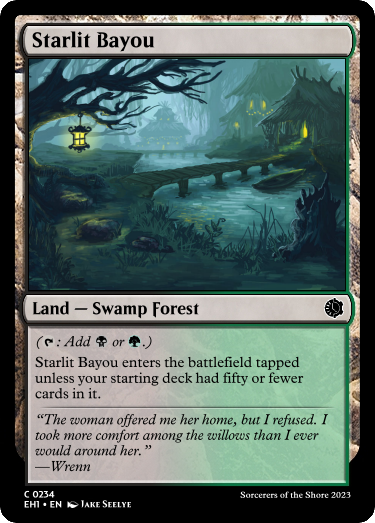 Starlit Bayou
Land — Swamp Forest
( : Add or .)
Starlit Bayou enters the battlefield tapped
unless your starting deck had fifty or fewer
cards in it.
“The woman offered me her home, but I refused. I
took more comfort among the willows than I ever
would around her.”
—Wrenn
C 0234
EH1 • EN Jake Seelye
Sorcerers of the Shore 2023